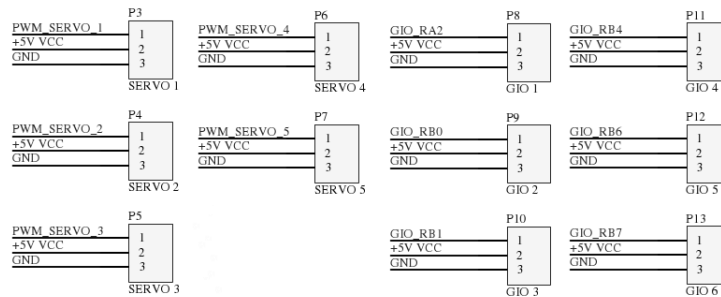 P3
PWM_SERVO_1 1
+5V VCC 2
GND 3
SERVO 1
P6
PWM_SERVO_4 1
+5V VCC 2
GND 3
SERVO 4
P8
GIO_RA2 1
+5V VCC 2
GND 3
GIO 1
P11
GIO_RB4 1
+5V VCC 2
GND 3
GIO 4
P4
PWM_SERVO_2 1
+5V VCC 2
GND 3
SERVO 2
P7
PWM_SERVO_5 1
+5V VCC 2
GND 3
SERVO 5
P9
GIO_RB0 1
+5V VCC 2
GND 3
GIO 2
P12
GIO_RB6 1
+5V VCC 2
GND 3
GIO 5
P5
PWM_SERVO_3 1
+5V VCC 2
GND 3
SERVO 3
P10
GIO_RB1 1
+5V VCC 2
GND 3
GIO 3
P13
GIO_RB7 1
+5V VCC 2
GND 3
GIO 6